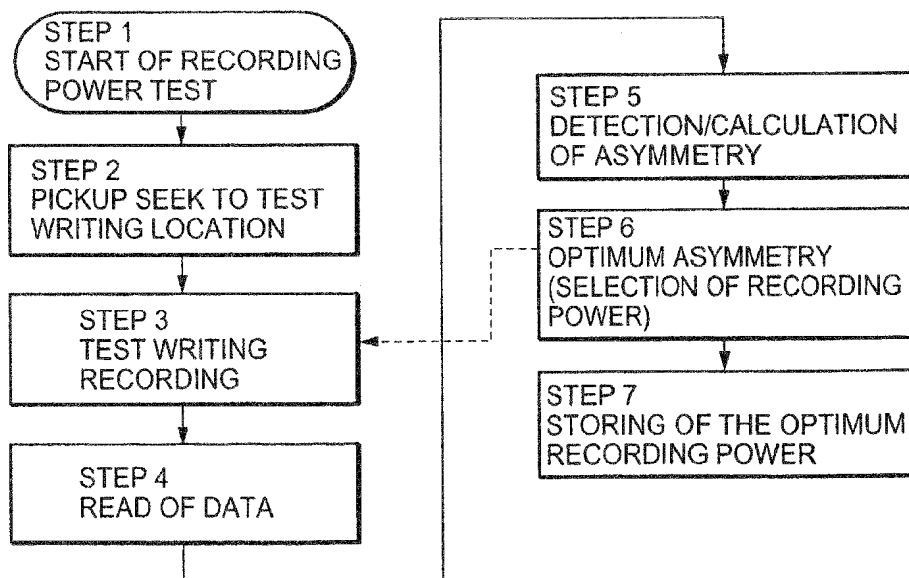 STEP 1
START OF RECORDING
POWER TEST
STEP 2
PICKUP SEEK TO TEST
WRITING LOCATION
STEP 3
TEST WRITING
RECORDING
STEP 4
READ OF DATA
STEP 5
DETECTION/CALCULATION
OF ASYMMETRY
STEP 6
OPTIMUM ASYMMETRY
(SELECTION OF RECORDING
POWER)
STEP 7
STORING OF THE OPTIMUM
RECORDING POWER